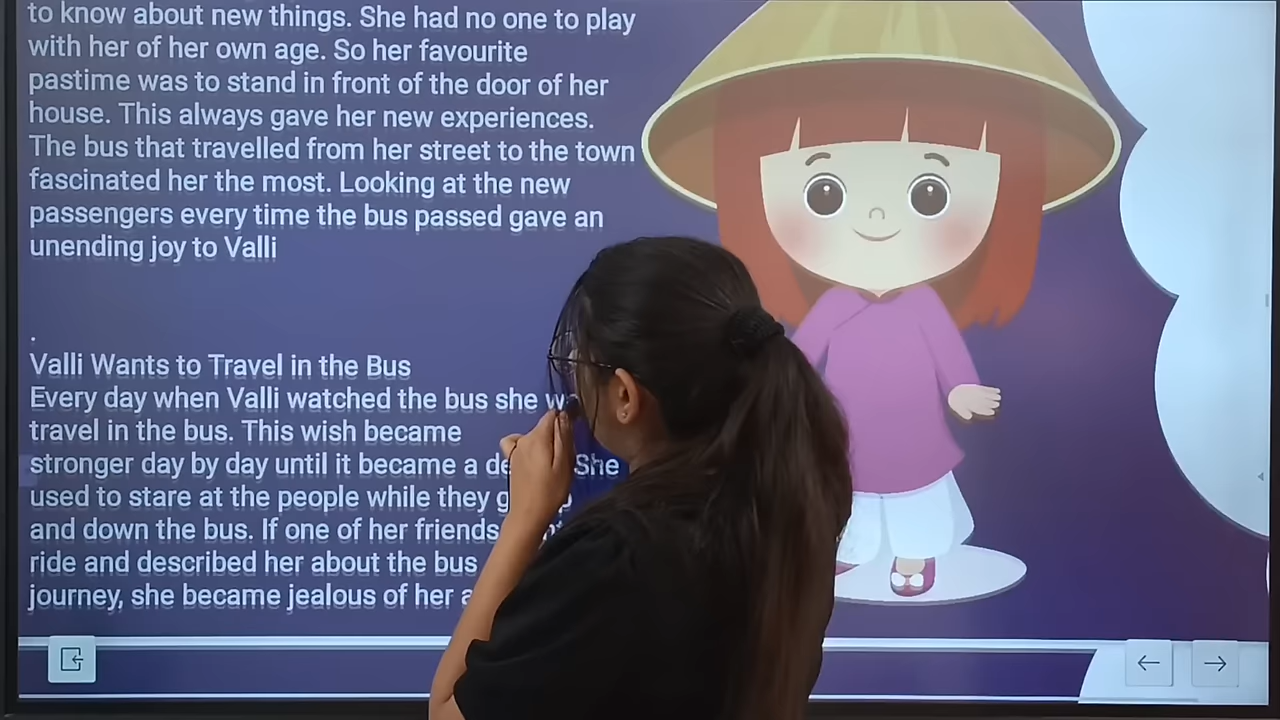 to know about new things. She had no one to play
with her of her own age. So her favourite
pastime was to stand in front of the door of her
house. This always gave her new experiences.
The bus that travelled from her street to the town
fascinated her the most. Looking at the new
passengers every time the bus passed gave an
unending joy to Valli
.
Valli Wants to Travel in the Bus
Every day when Valli watched the bus she
travel in the bus. This wish became
stronger day by day until it became a She
used to stare at the people while they
and down the bus. If one of her friends
ride and described her about the bus
journey, she became jealous of her